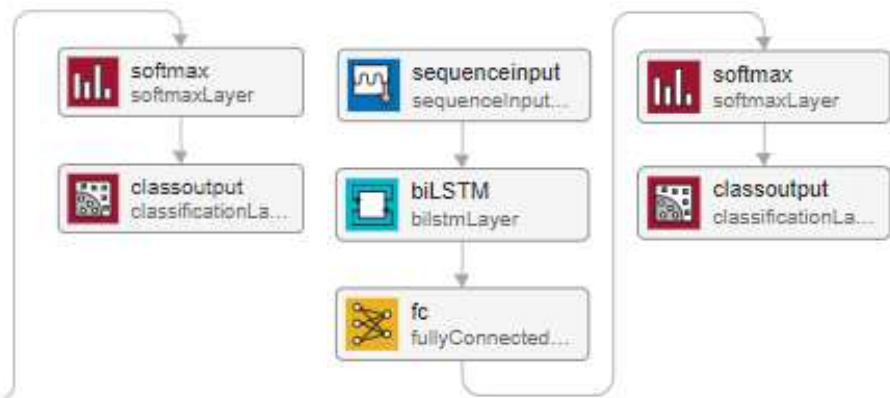 softmax
softmaxLayer
classoutput
classificationLa...
sequenceinput
sequenceInput...
biLSTM
bilstmLayer
fc
fullyConnected...
softmax
softmaxLayer
classoutput
classificationLa...